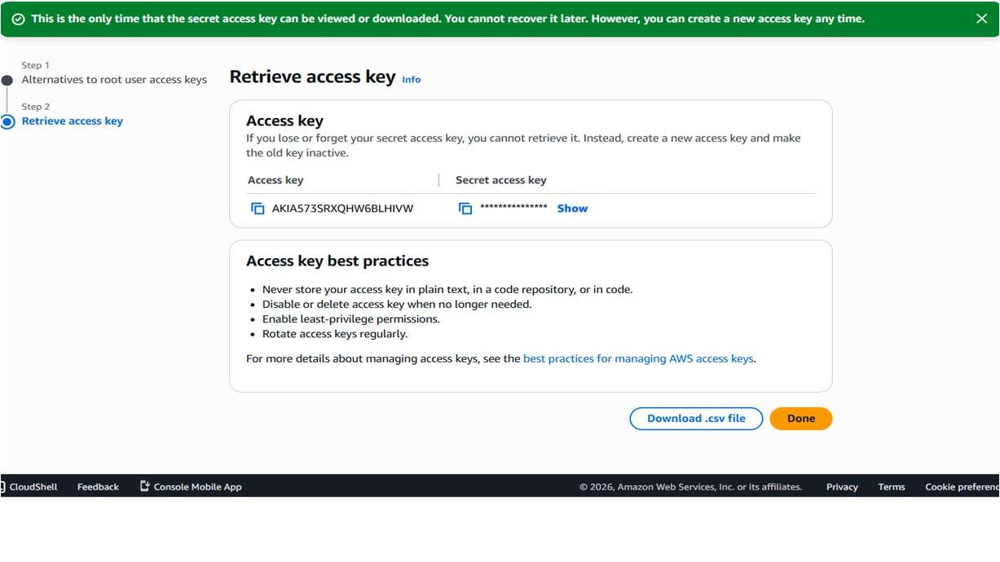 This is the only time that the secret access key can be viewed or downloaded. You cannot recover it later. However, you can create a new access key any time.
Step 1
Alternatives to root user access keys
Step 2
Retrieve access key
Retrieve access key Info
Access key
If you lose or forget your secret access key, you cannot retrieve it. Instead, create a new access key and make
the old key inactive.
Access key
Secret access key
AKIA573SRXQHW6BLHIVW
*************** Show
Access key best practices
• Never store your access key in plain text, in a code repository, or in code.
• Disable or delete access key when no longer needed.
• Enable least-privilege permissions.
• Rotate access keys regularly.
For more details about managing access keys, see the best practices for managing AWS access keys.
Download .csv file
Done
CloudShell
Feedback
Console Mobile App
© 2026, Amazon Web Services, Inc. or its affiliates.
Privacy
Terms
Cookie preferenc